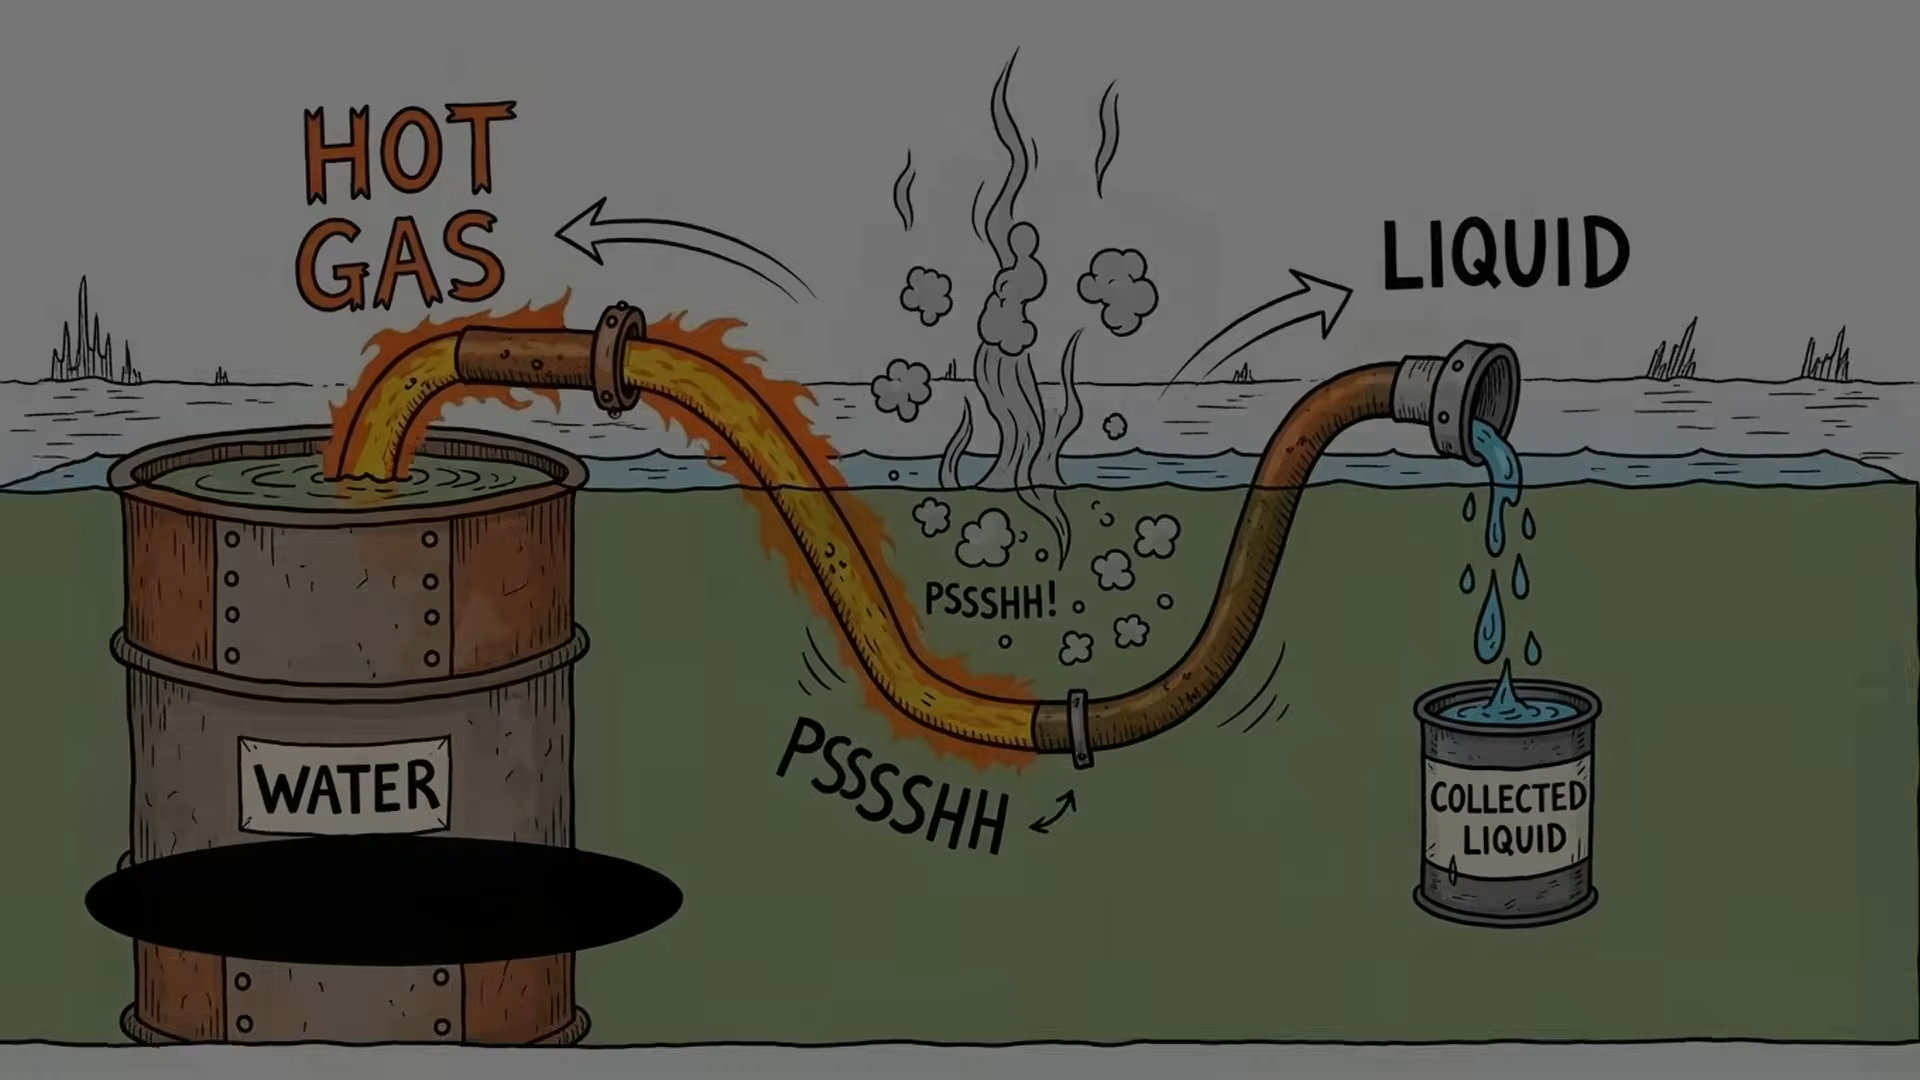 HOT
GAS
LIQUID
PSSSHH!
PSSSSHH
WATER
COLLECTED
LIQUID